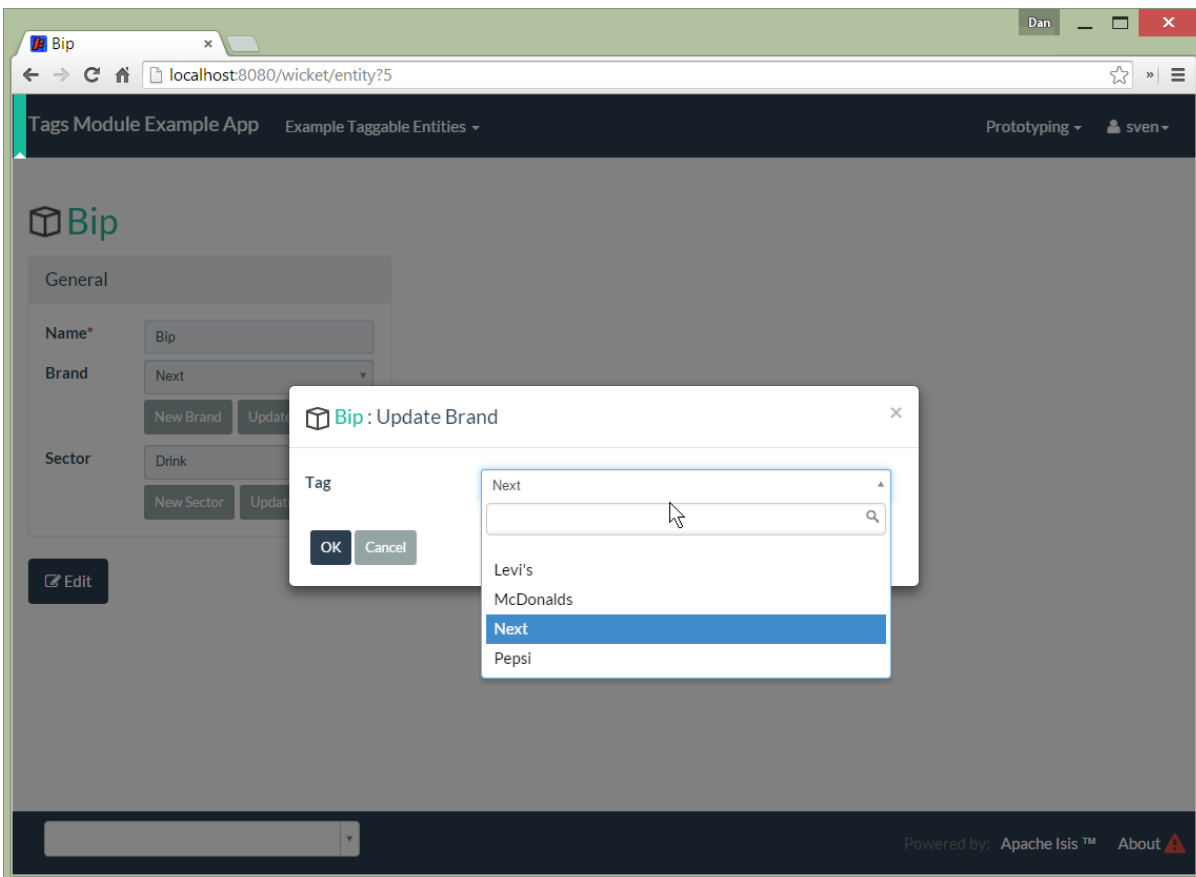 Dan
Bip
localhost:8080/wicket/entity?5
Tags Module Example App Example Taggable Entities Prototyping sven
Bip
General
Name* Bip
Brand Next
New Brand Update
Sector Drink
New Sector Updat
Edit
Bip : Update Brand
Tag Next
OK Cancel
Levi's
McDonalds
Next
Pepsi
Powered by: Apache Isis ™ About